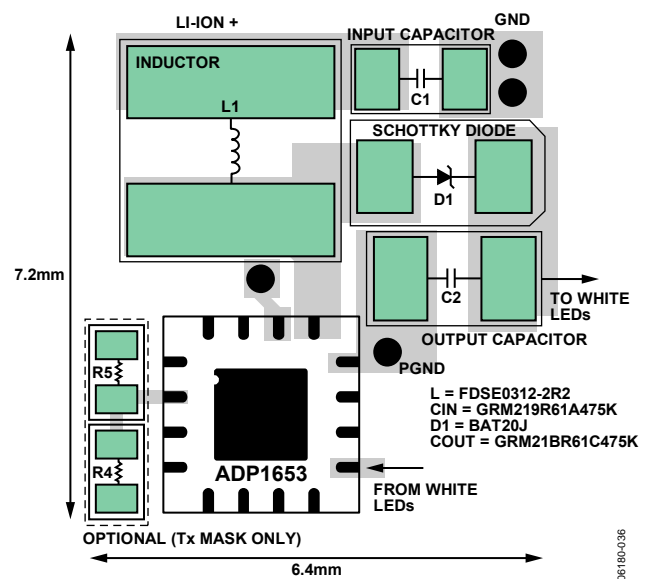 LI-ION +
GND
INPUT CAPACITOR
INDUCTOR
C1
L1
SCHOTTKY DIODE
D1
7.2mm
C2
TO WHITE
LEDs
OUTPUT CAPACITOR
PGND
R5
L = FDSE0312-2R2
CIN = GRM219R61A475K
D1 = BAT20J
COUT = GRM21BR61C475K
R4
ADP1653
FROM WHITE
LEDs
OPTIONAL (Tx MASK ONLY)
6.4mm
06180-036